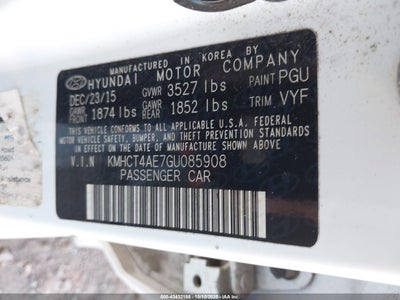 MANUFACTURED IN KOREA BY
HYUNDAI MOTOR COMPANY
DEC/23/15 GVWR 3527 lbs PAINT PGU
GAWR FRONT 1874 lbs GAWR REAR 1852 lbs TRIM VYF
THIS VEHICLE CONFORMS TO ALL APPLICABLE U.S.A. FEDERAL
MOTOR VEHICLE SAFETY, BUMPER, AND THEFT PREVENTION
STANDARDS IN EFFECT ON THE DATE OF MANUFACTURE SHOWN ABOVE.
V.I.N KMHCT4AE7GU085908
PASSENGER CAR